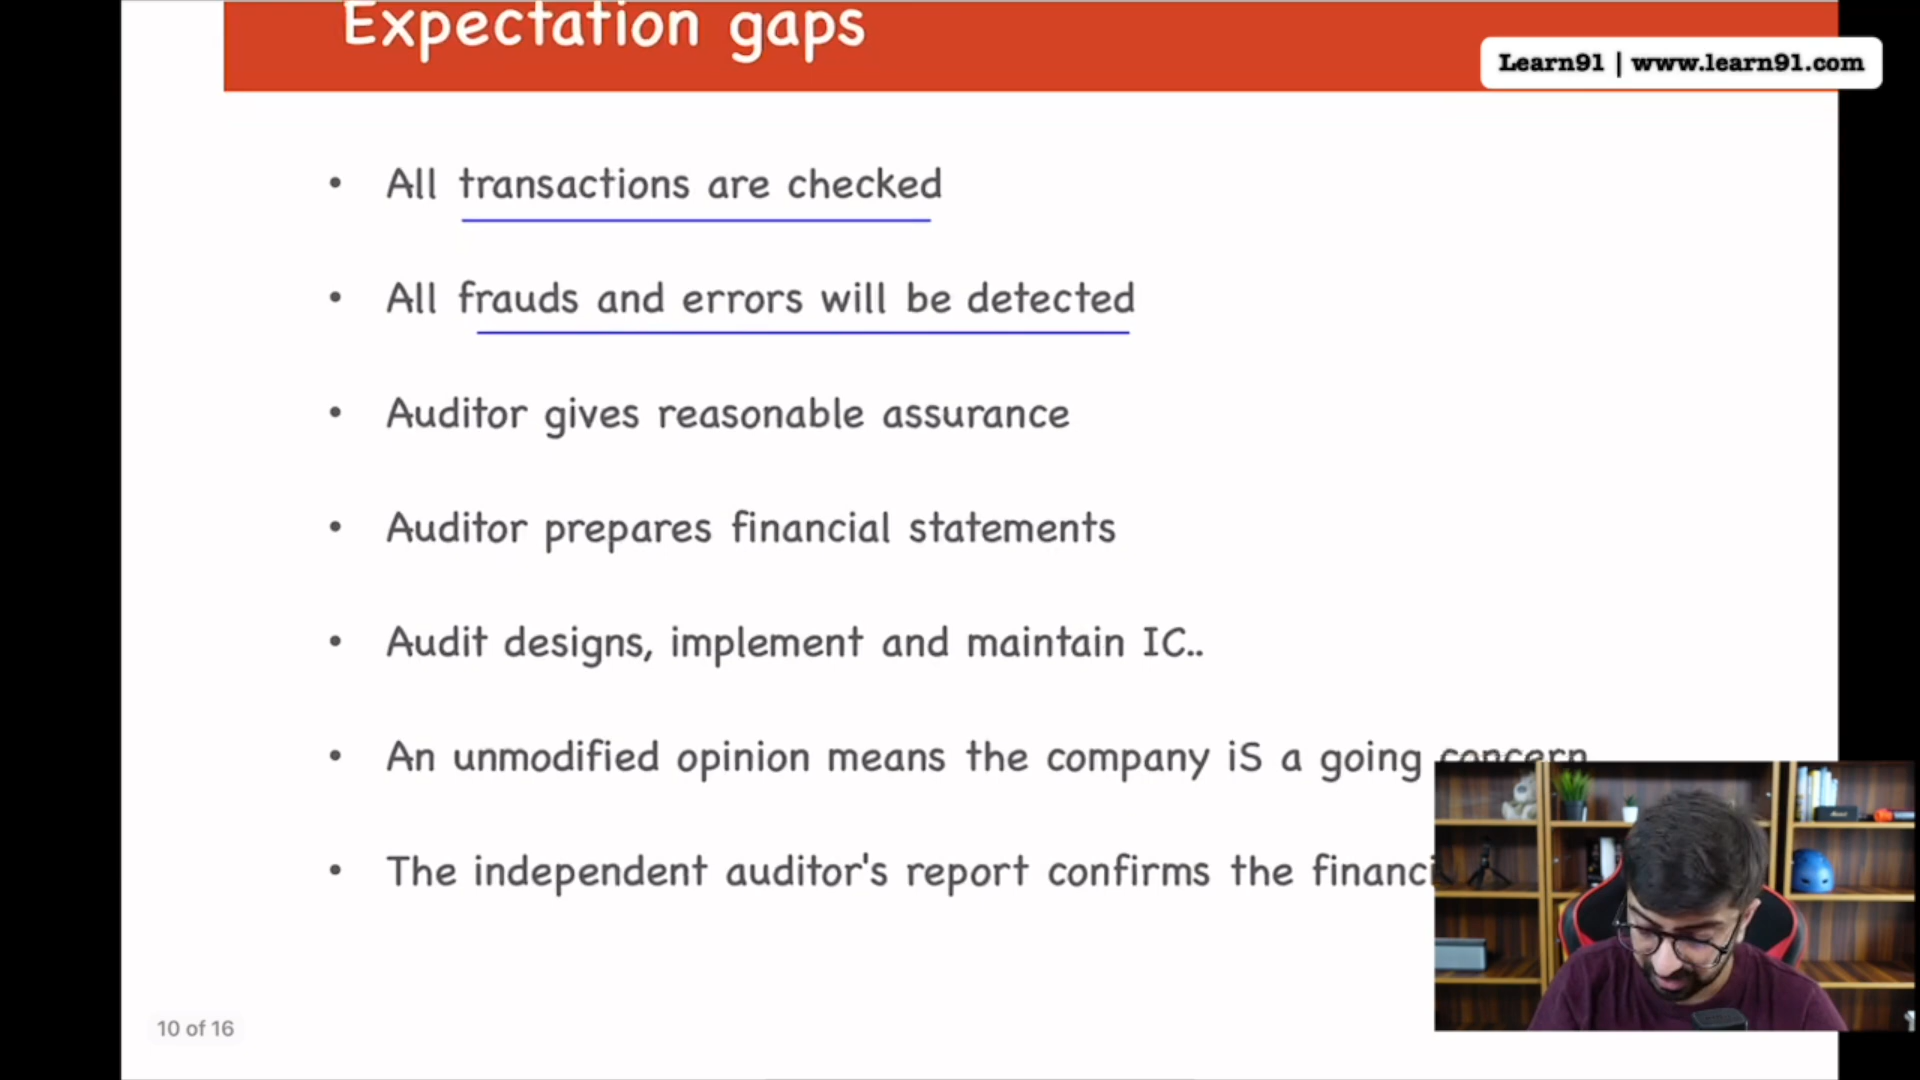 Expectation gaps
Learn91 | www.learn91.com
• All transactions are checked
• All frauds and errors will be detected
• Auditor gives reasonable assurance
• Auditor prepares financial statements
• Audit designs, implement and maintain IC..
• An unmodified opinion means the company iS a going concern
• The independent auditor's report confirms the
10 of 16